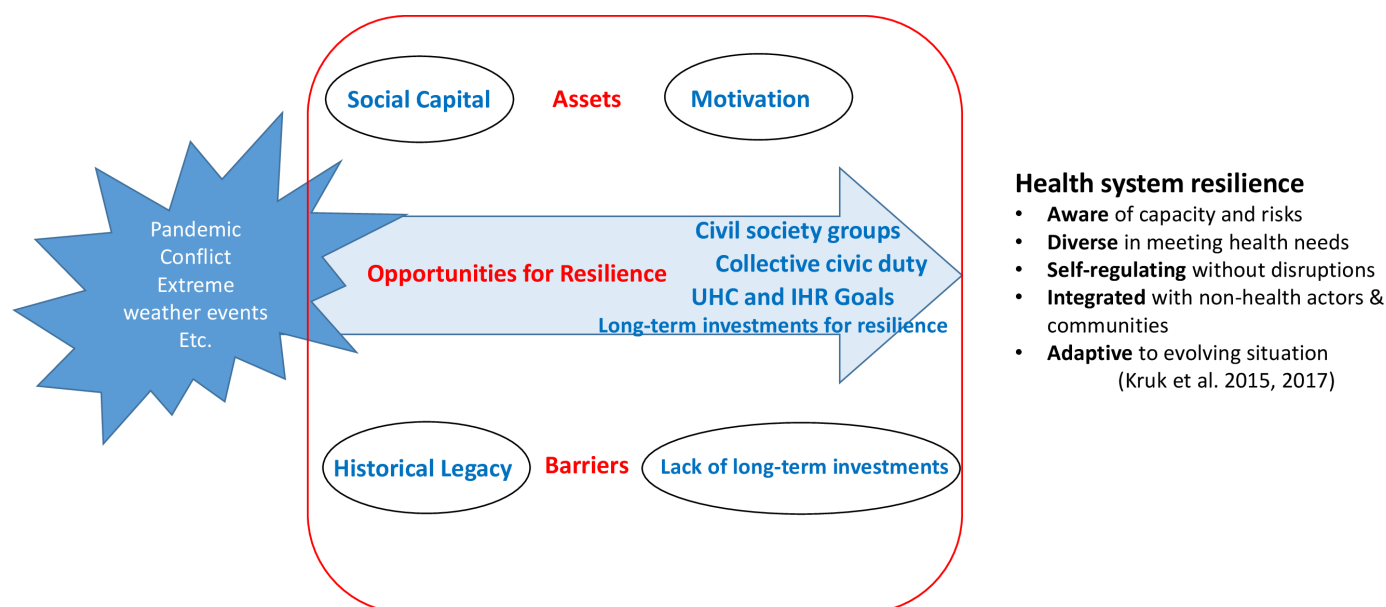 Social Capital
Assets
Motivation
Pandemic
Conflict
Extreme
weather events
Etc.
Opportunities for Resilience
Civil society groups
Collective civic duty
UHC and IHR Goals
Long-term investments for resilience
Historical Legacy
Barriers
Lack of long-term investments
Health system resilience
• Aware of capacity and risks
• Diverse in meeting health needs
• Self-regulating without disruptions
• Integrated with non-health actors &
communities
• Adaptive to evolving situation
(Kruk et al. 2015, 2017)